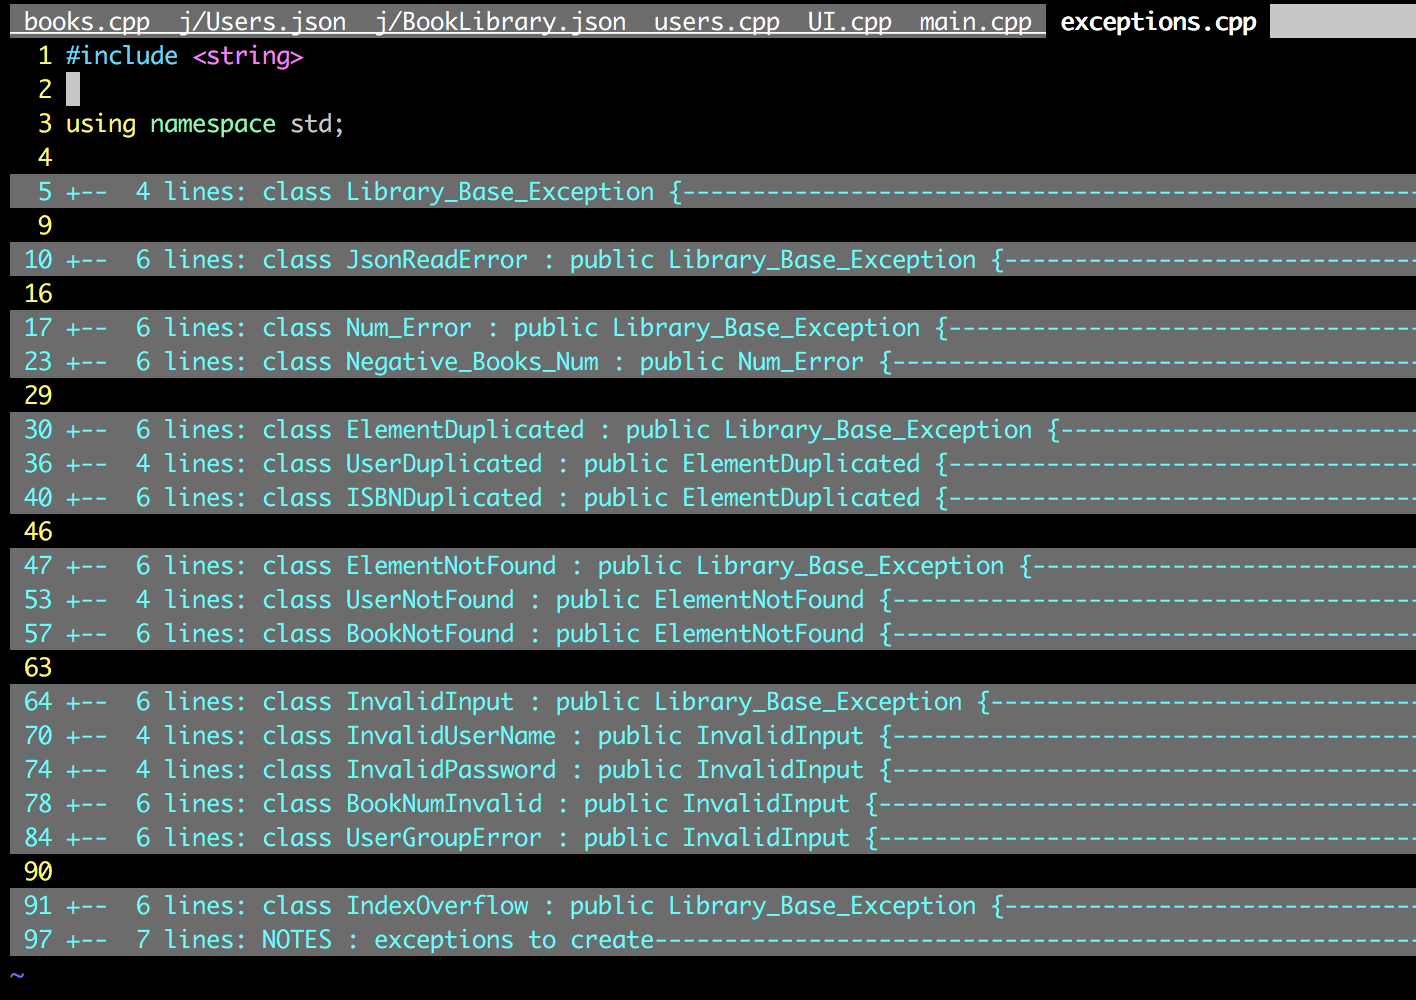 books.cpp  j/Users.json  j/BookLibrary.json  users.cpp  UI.cpp  main.cpp  exceptions.cpp
1 #include <string>
2
3 using namespace std;
4
5 +--  4 lines: class Library_Base_Exception {----------------------------------------------------
9
10 +--  6 lines: class JsonReadError : public Library_Base_Exception {-----------------------------
16
17 +--  6 lines: class Num_Error : public Library_Base_Exception {---------------------------------
23 +--  6 lines: class Negative_Books_Num : public Num_Error {-------------------------------------
29
30 +--  6 lines: class ElementDuplicated : public Library_Base_Exception {-------------------------
36 +--  4 lines: class UserDuplicated : public ElementDuplicated {---------------------------------
40 +--  6 lines: class ISBNDuplicated : public ElementDuplicated {---------------------------------
46
47 +--  6 lines: class ElementNotFound : public Library_Base_Exception {---------------------------
53 +--  4 lines: class UserNotFound : public ElementNotFound {-------------------------------------
57 +--  6 lines: class BookNotFound : public ElementNotFound {-------------------------------------
63
64 +--  6 lines: class InvalidInput : public Library_Base_Exception {------------------------------
70 +--  4 lines: class InvalidUserName : public InvalidInput {-------------------------------------
74 +--  4 lines: class InvalidPassword : public InvalidInput {-------------------------------------
78 +--  6 lines: class BookNumInvalid : public InvalidInput {--------------------------------------
84 +--  6 lines: class UserGroupError : public InvalidInput {--------------------------------------
90
91 +--  6 lines: class IndexOverflow : public Library_Base_Exception {-----------------------------
97 +--  7 lines: NOTES : exceptions to create------------------------------------------------------
~